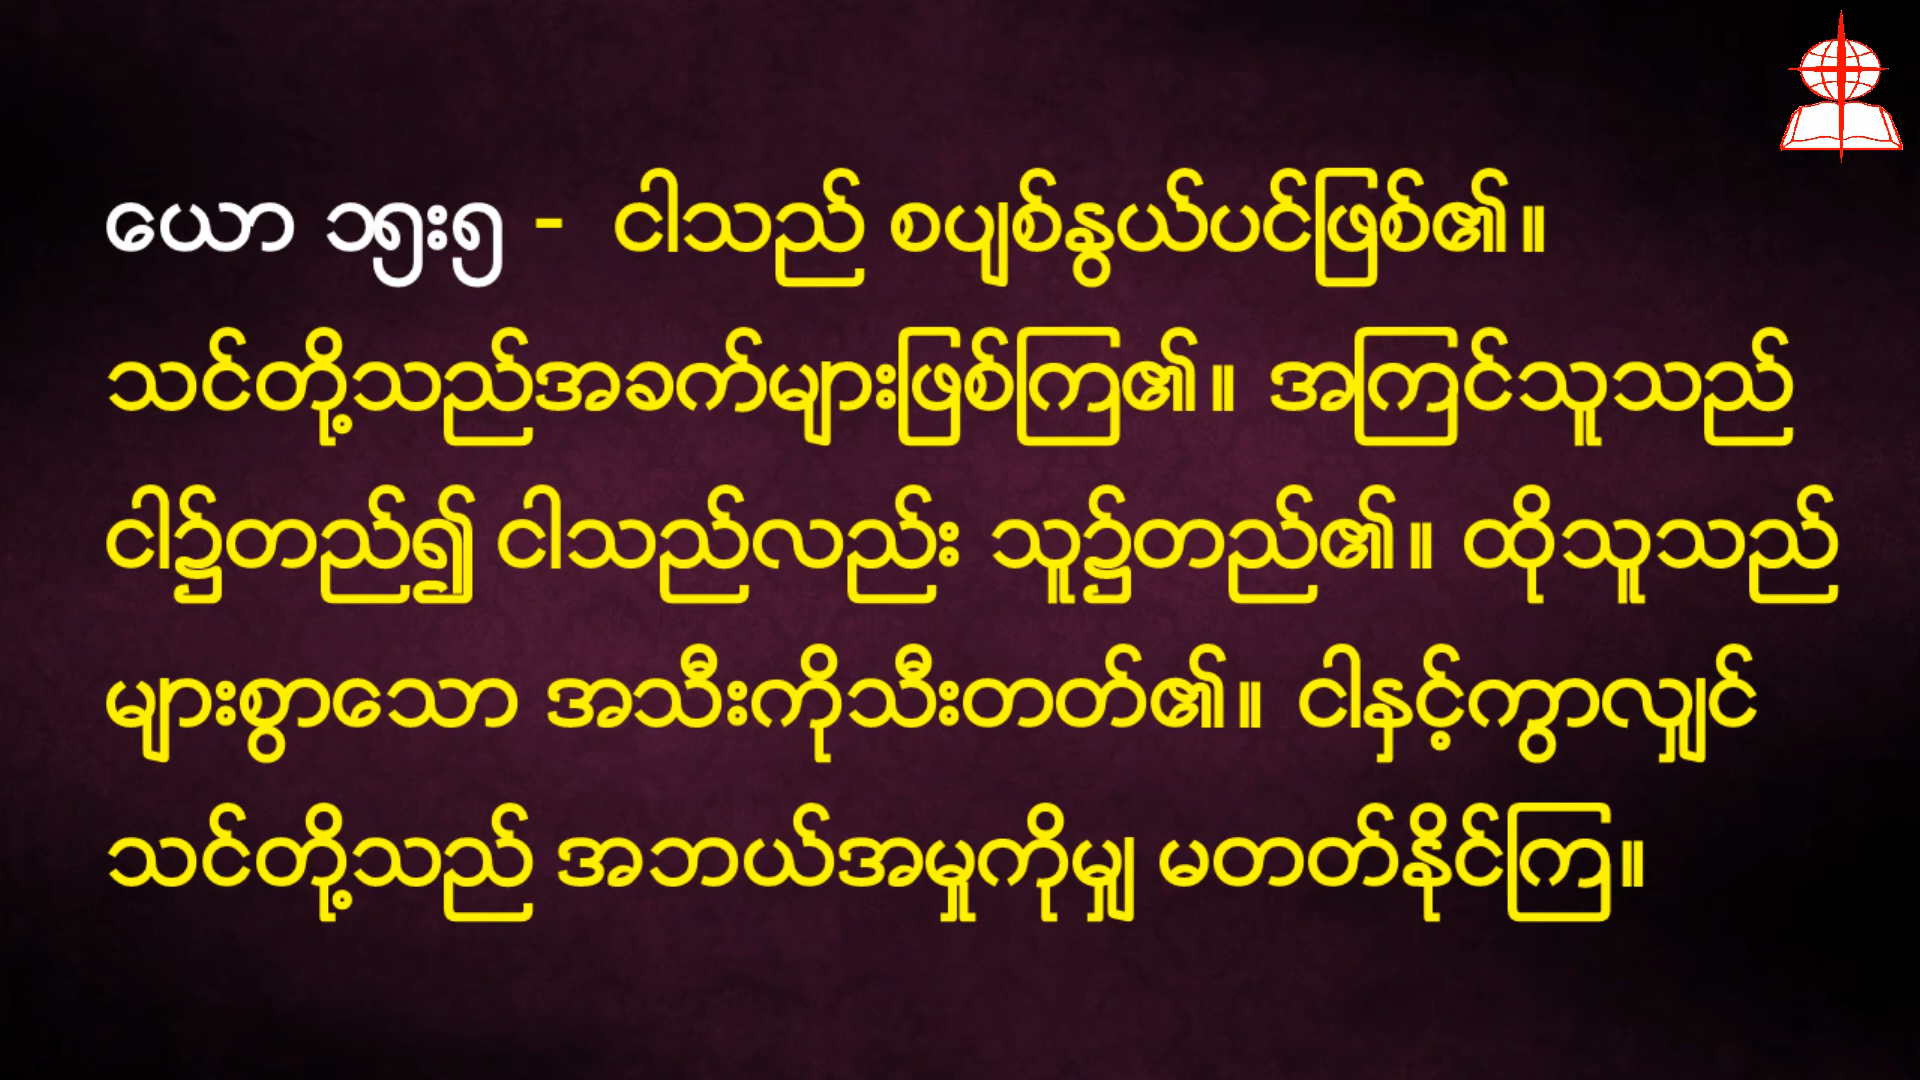 ယော ၁၅း၅ - ငါသည် စပျစ်နွယ်ပင်ဖြစ်၏။
သင်တို့သည်အခက်များဖြစ်ကြ၏။ အကြင်သူသည်
ငါ၌တည်၍ ငါသည်လည်း သူ၌တည်၏။ ထိုသူသည်
များစွာသော အသီးကိုသီးတတ်၏။ ငါနှင့်ကွာလျှင်
သင်တို့သည် အဘယ်အမှုကိုမျှ မတတ်နိုင်ကြ။